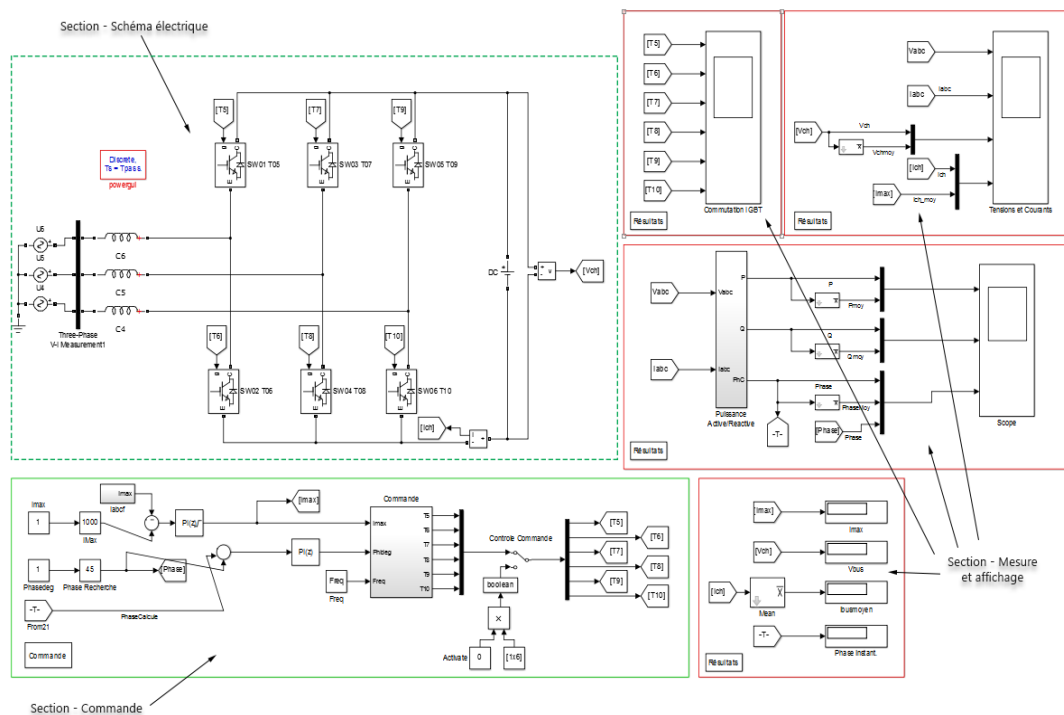 Section - Schéma électrique
[T5]
[T7]
[T9]
SW01 T05
SW03 T07
SW05 T09
Discrete,
Ts = Tpass.
powergui
U6
U5
U4
C6
C5
C4
Three-Phase
V-I Measurement1
DC
v
[Vch]
[T6]
[T8]
[T10]
SW02 T06
SW04 T08
SW06 T10
[Ich]
[T5]
[T6]
[T7]
[T8]
[T9]
[T10]
Résultats
Commutation IGBT
Vabc
Iabc
Iabc
[Vch]
Vch
Vchmoy
[Ich]
Ich
[Imax]
Ich_moy
Résultats
Tensions et Courants
Vabc
Iabc
Vabc
Iabc
P
Q
PhC
Puissance
Active/Reactive
P
Pmoy
Q
Qmoy
Phase
PhaseMoy
[Phase]
Phase
-T-
Scope
Résultats
Imax
1
1000
IMax
Imax
Iabcf
PI(z)
[Imax]
Phasedeg
1
45
Phase Recherche
[Phase]
PI(z)
-T-
From21
PhaseCalcule
Commande
Commande
Imax
Phideg
Freq
T5
T6
T7
T8
T9
T10
Freq
Freq
Controle Commande
boolean
×
Activate
0
[1x6]
[T5]
[T6]
[T7]
[T8]
[T9]
[T10]
[Imax]
Imax
[Vch]
Vbus
[Ich]
Mean
Ibusmoyen
-T-
Phase Instant.
Résultats
Section - Mesure
et affichage
Section - Commande